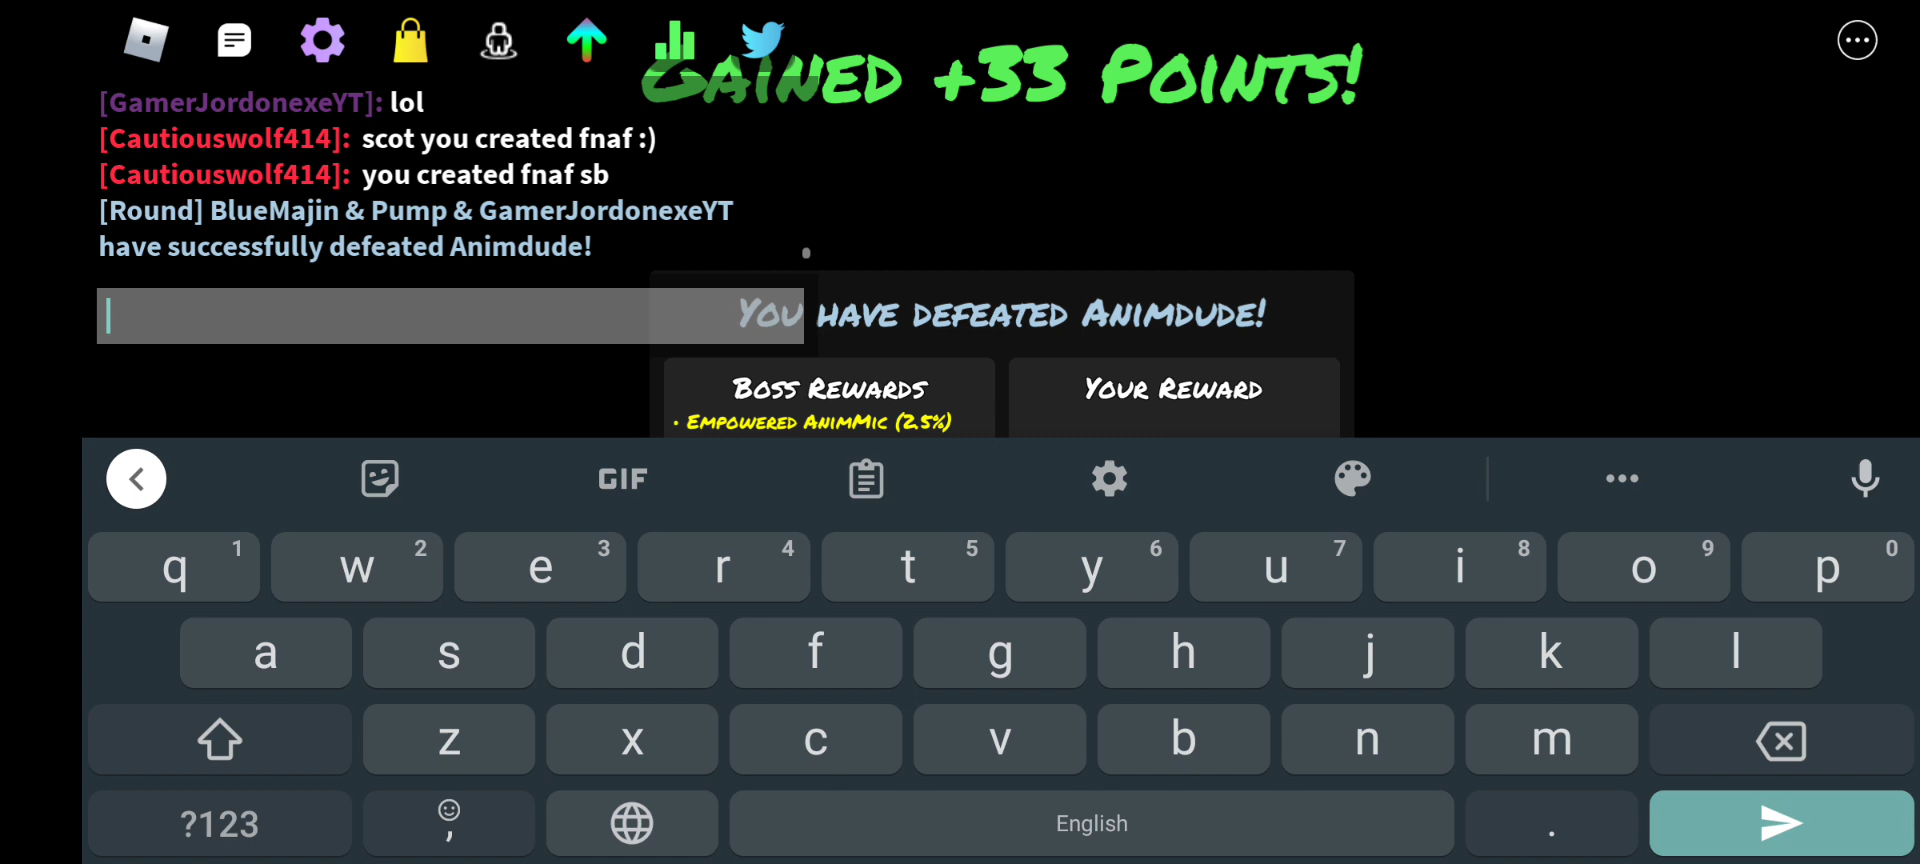 Gained +33 Points!
[GamerJordonexeYT]: lol
[Cautiouswolf414]: scot you created fnaf :)
[Cautiouswolf414]: you created fnaf sb
[Round] BlueMajin & Pump & GamerJordonexeYT
have successfully defeated Animdude!
You have defeated Animdude!
Boss Rewards
• Empowered AnimMic (2.5%)
Your Reward
GIF
q 1 w 2 e 3 r 4 t 5 y 6 u 7 i 8 o 9 p 0
a s d f g h j k l
z x c v b n m
?123 , English .